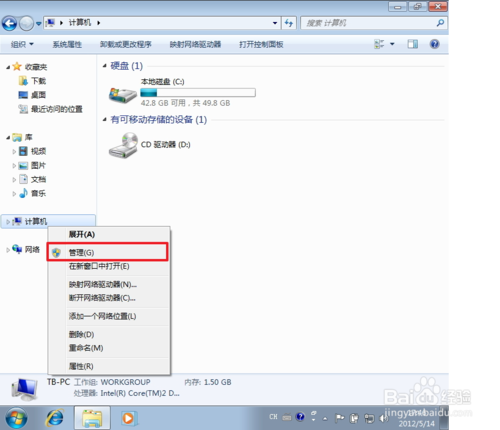 计算机
搜索 计算机
组织 系统属性 卸载或更改程序 映射网络驱动器 打开控制面板
收藏夹
下载
桌面
最近访问的位置
库
视频
图片
文档
音乐
计算机
网络
硬盘 (1)
本地磁盘 (C:)
42.8 GB 可用，共 49.8 GB
有可移动存储的设备 (1)
CD 驱动器 (D:)
展开(A)
管理(G)
在新窗口中打开(E)
映射网络驱动器(N)...
断开网络驱动器(C)...
添加一个网络位置(L)
删除(D)
重命名(M)
属性(R)
TB-PC 工作组: WORKGROUP 内存: 1.50 GB
处理器: Intel(R) Core(TM)2 D...
CH
2012/5/14
Baidu 经验
jingyan.baidu.com